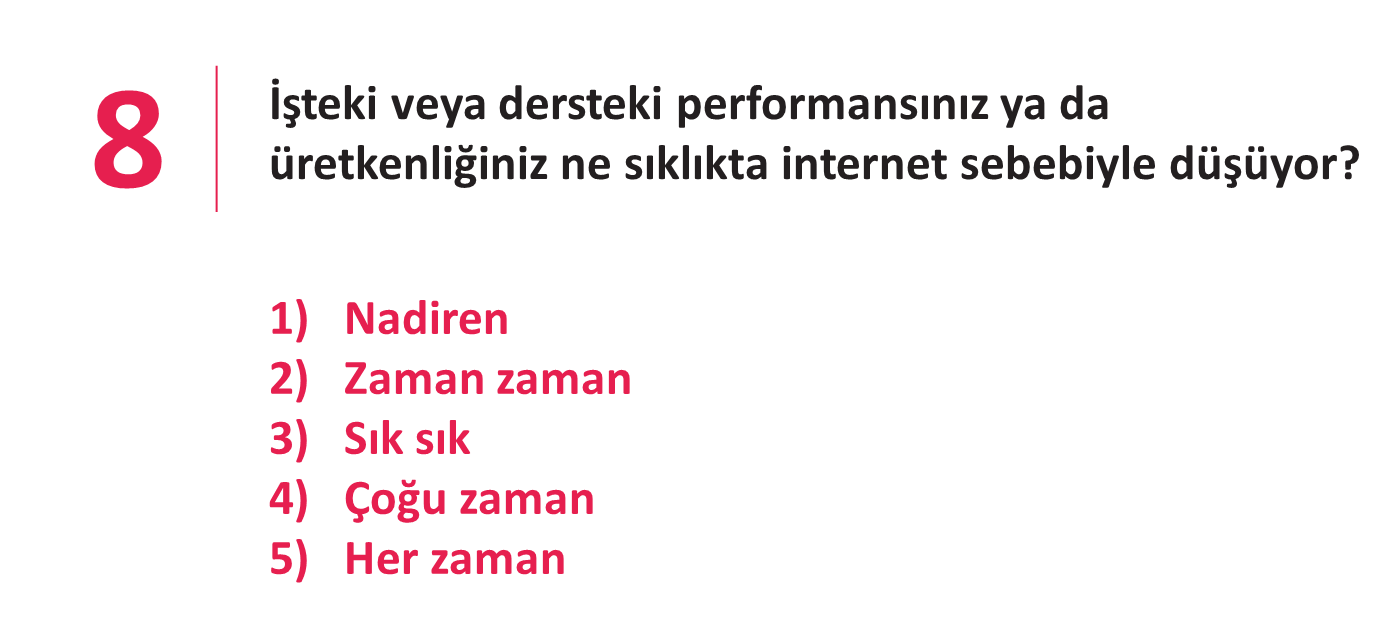 8
İşteki veya dersteki performansınız ya da
üretkenliğiniz ne sıklıkta internet sebebiyle düşüyor?
1) Nadiren
2) Zaman zaman
3) Sık sık
4) Çoğu zaman
5) Her zaman